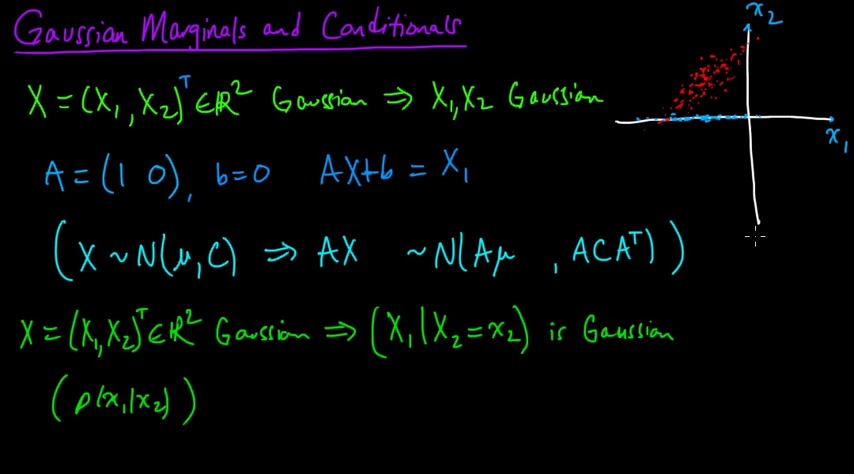 Gaussian Marginals and Conditionals
x₂
X = (X₁, X₂)ᵀ ∈ ℝ² Gaussian ⇒ X₁, X₂ Gaussian
x₁
A = (1 0), b=0 AX+b = X₁
(X ~ N(μ, C) ⇒ AX ~ N(Aμ , ACAᵀ))
X = (X₁, X₂)ᵀ ∈ ℝ² Gaussian ⇒ (X₁ | X₂ = x₂) is Gaussian
(p(x₁|x₂))